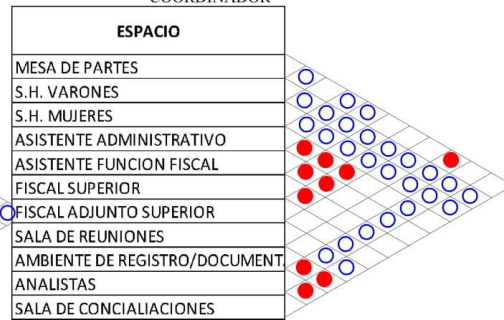 COORDINADOR
ESPACIO
MESA DE PARTES
S.H. VARONES
S.H. MUJERES
ASISTENTE ADMINISTRATIVO
ASISTENTE FUNCION FISCAL
FISCAL SUPERIOR
FISCAL ADJUNTO SUPERIOR
SALA DE REUNIONES
AMBIENTE DE REGISTRO/DOCUMENT.
ANALISTAS
SALA DE CONCIALIACIONES